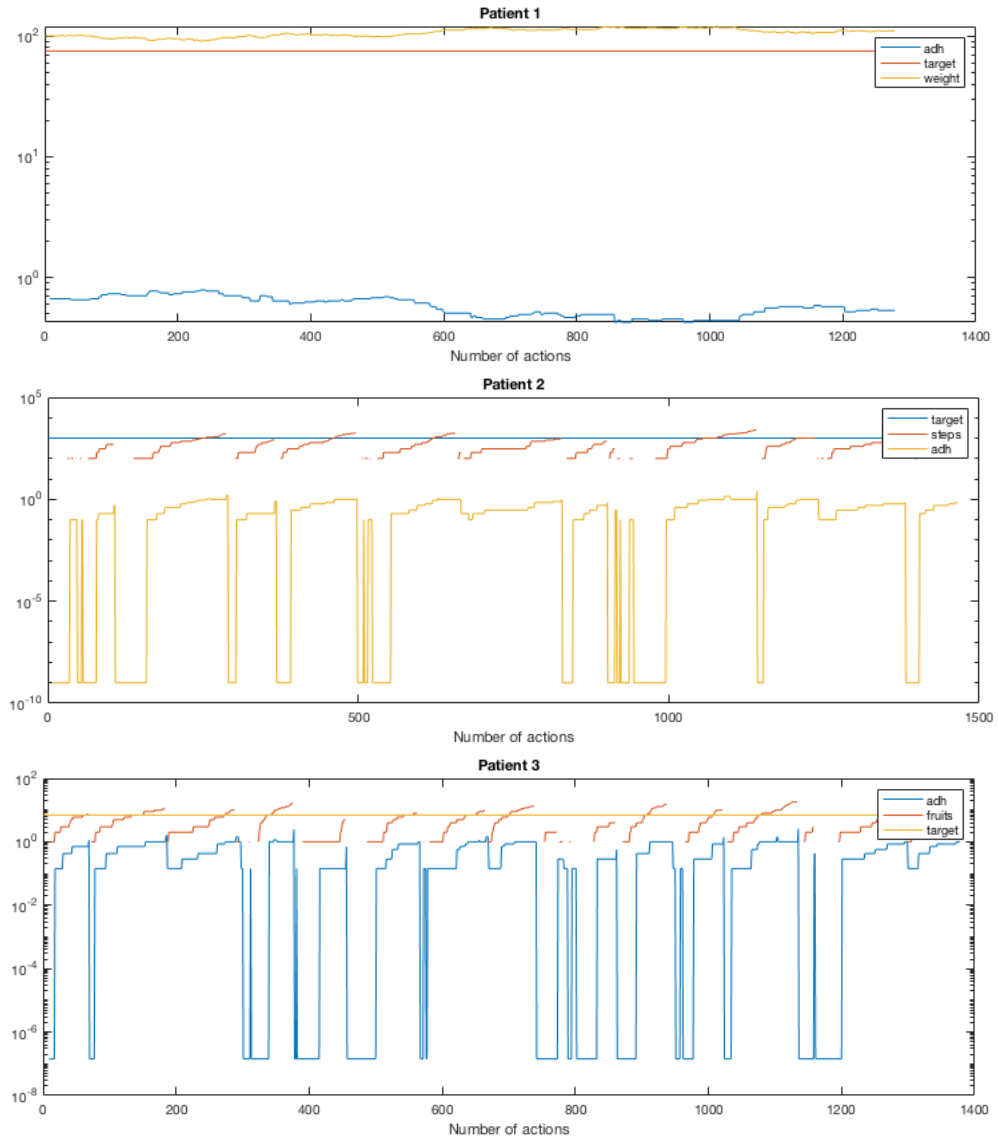 Patient 1
10^2
10^1
10^0
adh
target
weight
0
200
400
600
800
1000
1200
1400
Number of actions
Patient 2
10^5
10^0
10^-5
10^-10
target
steps
adh
0
500
1000
1500
Number of actions
Patient 3
10^2
10^0
10^-2
10^-4
10^-6
10^-8
adh
fruits
target
0
200
400
600
800
1000
1200
1400
Number of actions